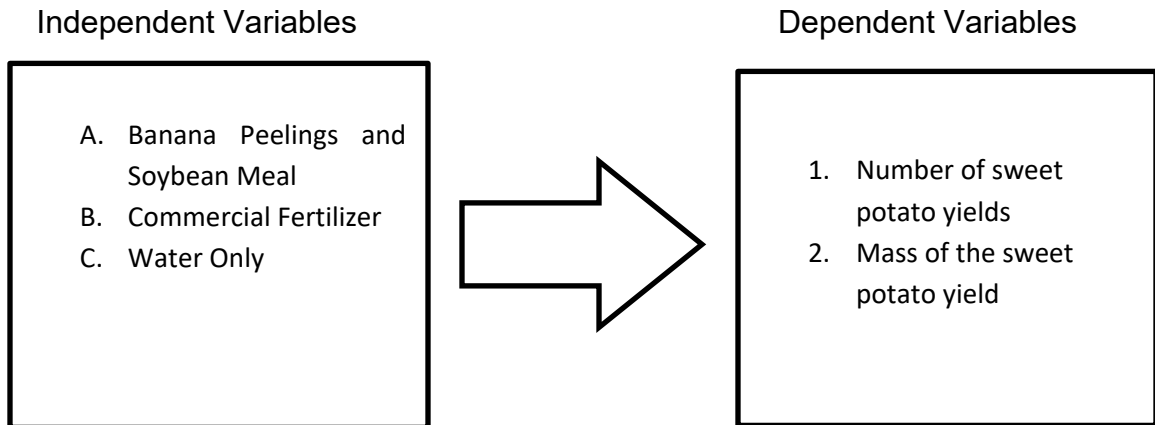 Independent Variables
Dependent Variables
A. Banana Peelings and
Soybean Meal
B. Commercial Fertilizer
C. Water Only
1. Number of sweet
potato yields
2. Mass of the sweet
potato yield